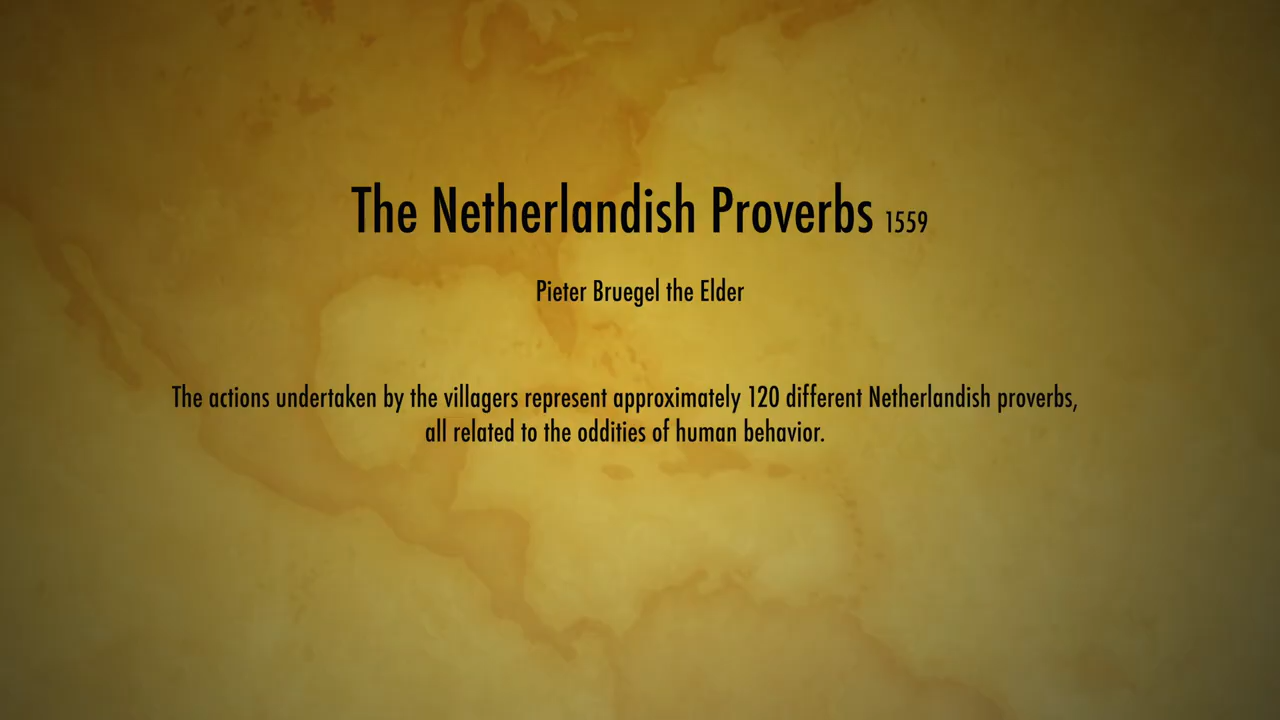 The Netherlandish Proverbs 1559
Pieter Bruegel the Elder
The actions undertaken by the villagers represent approximately 120 different Netherlandish proverbs,
all related to the oddities of human behavior.